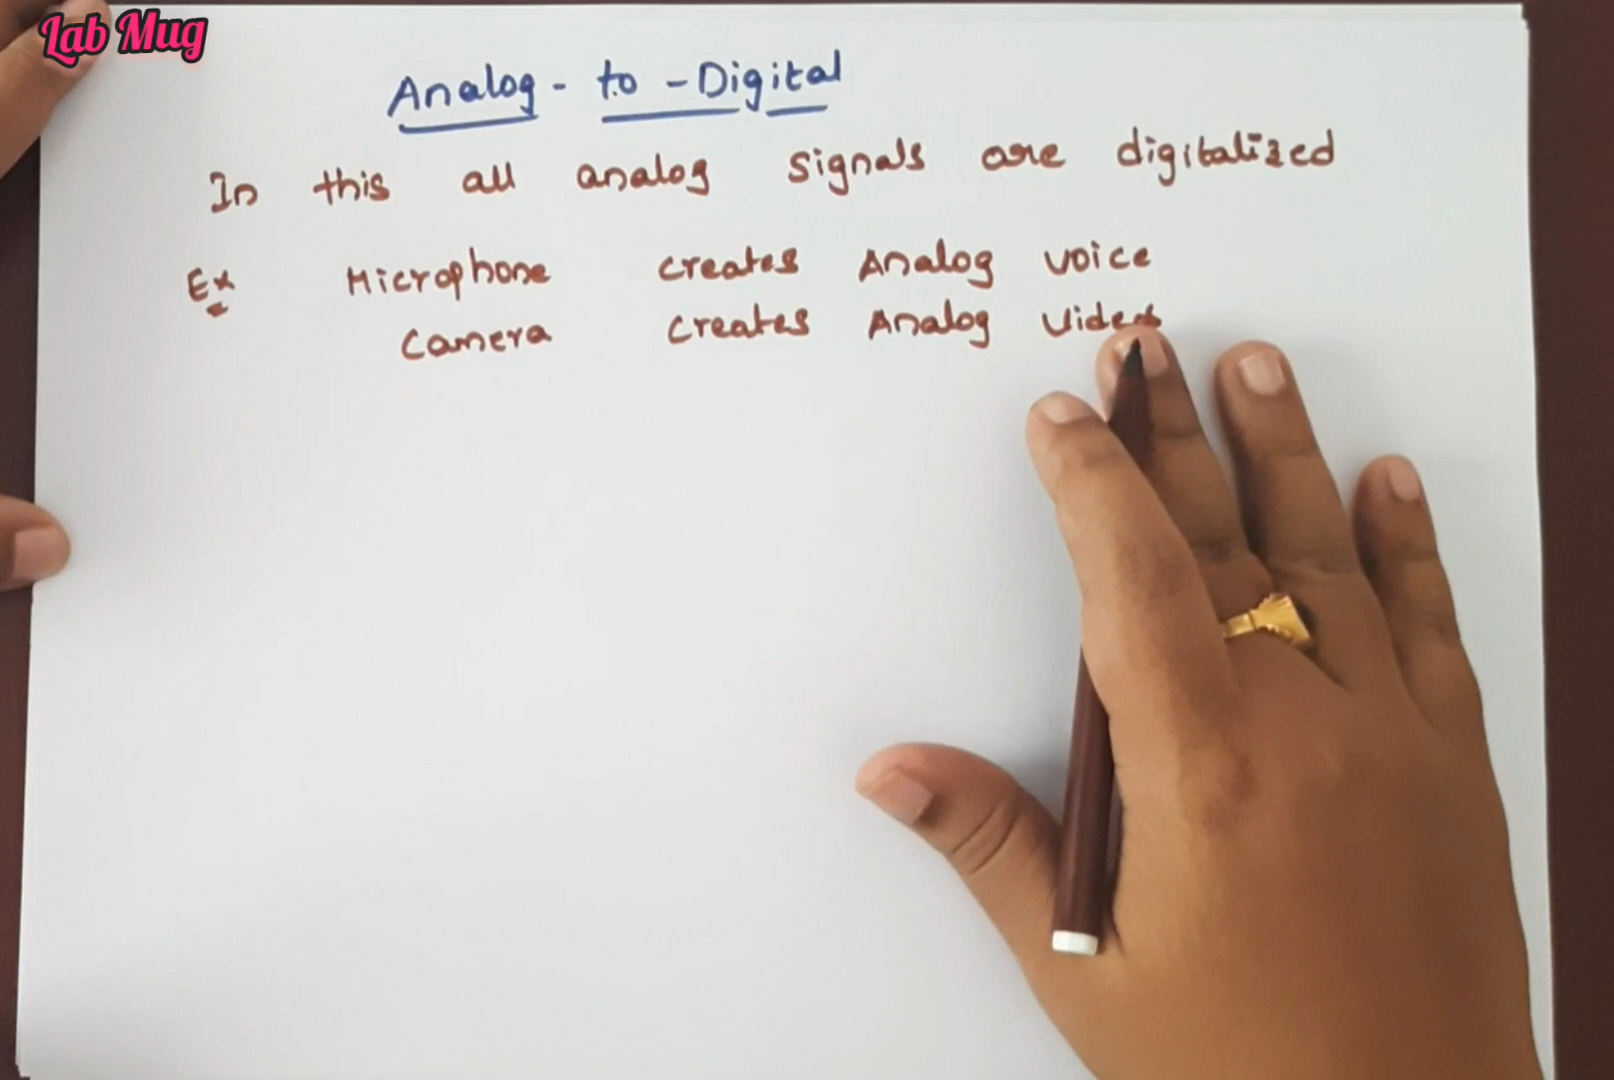 Lab Mug
Analog - to - Digital
In this all analog signals are digitalized
Ex Microphone creates Analog voice
Camera creates Analog Videos